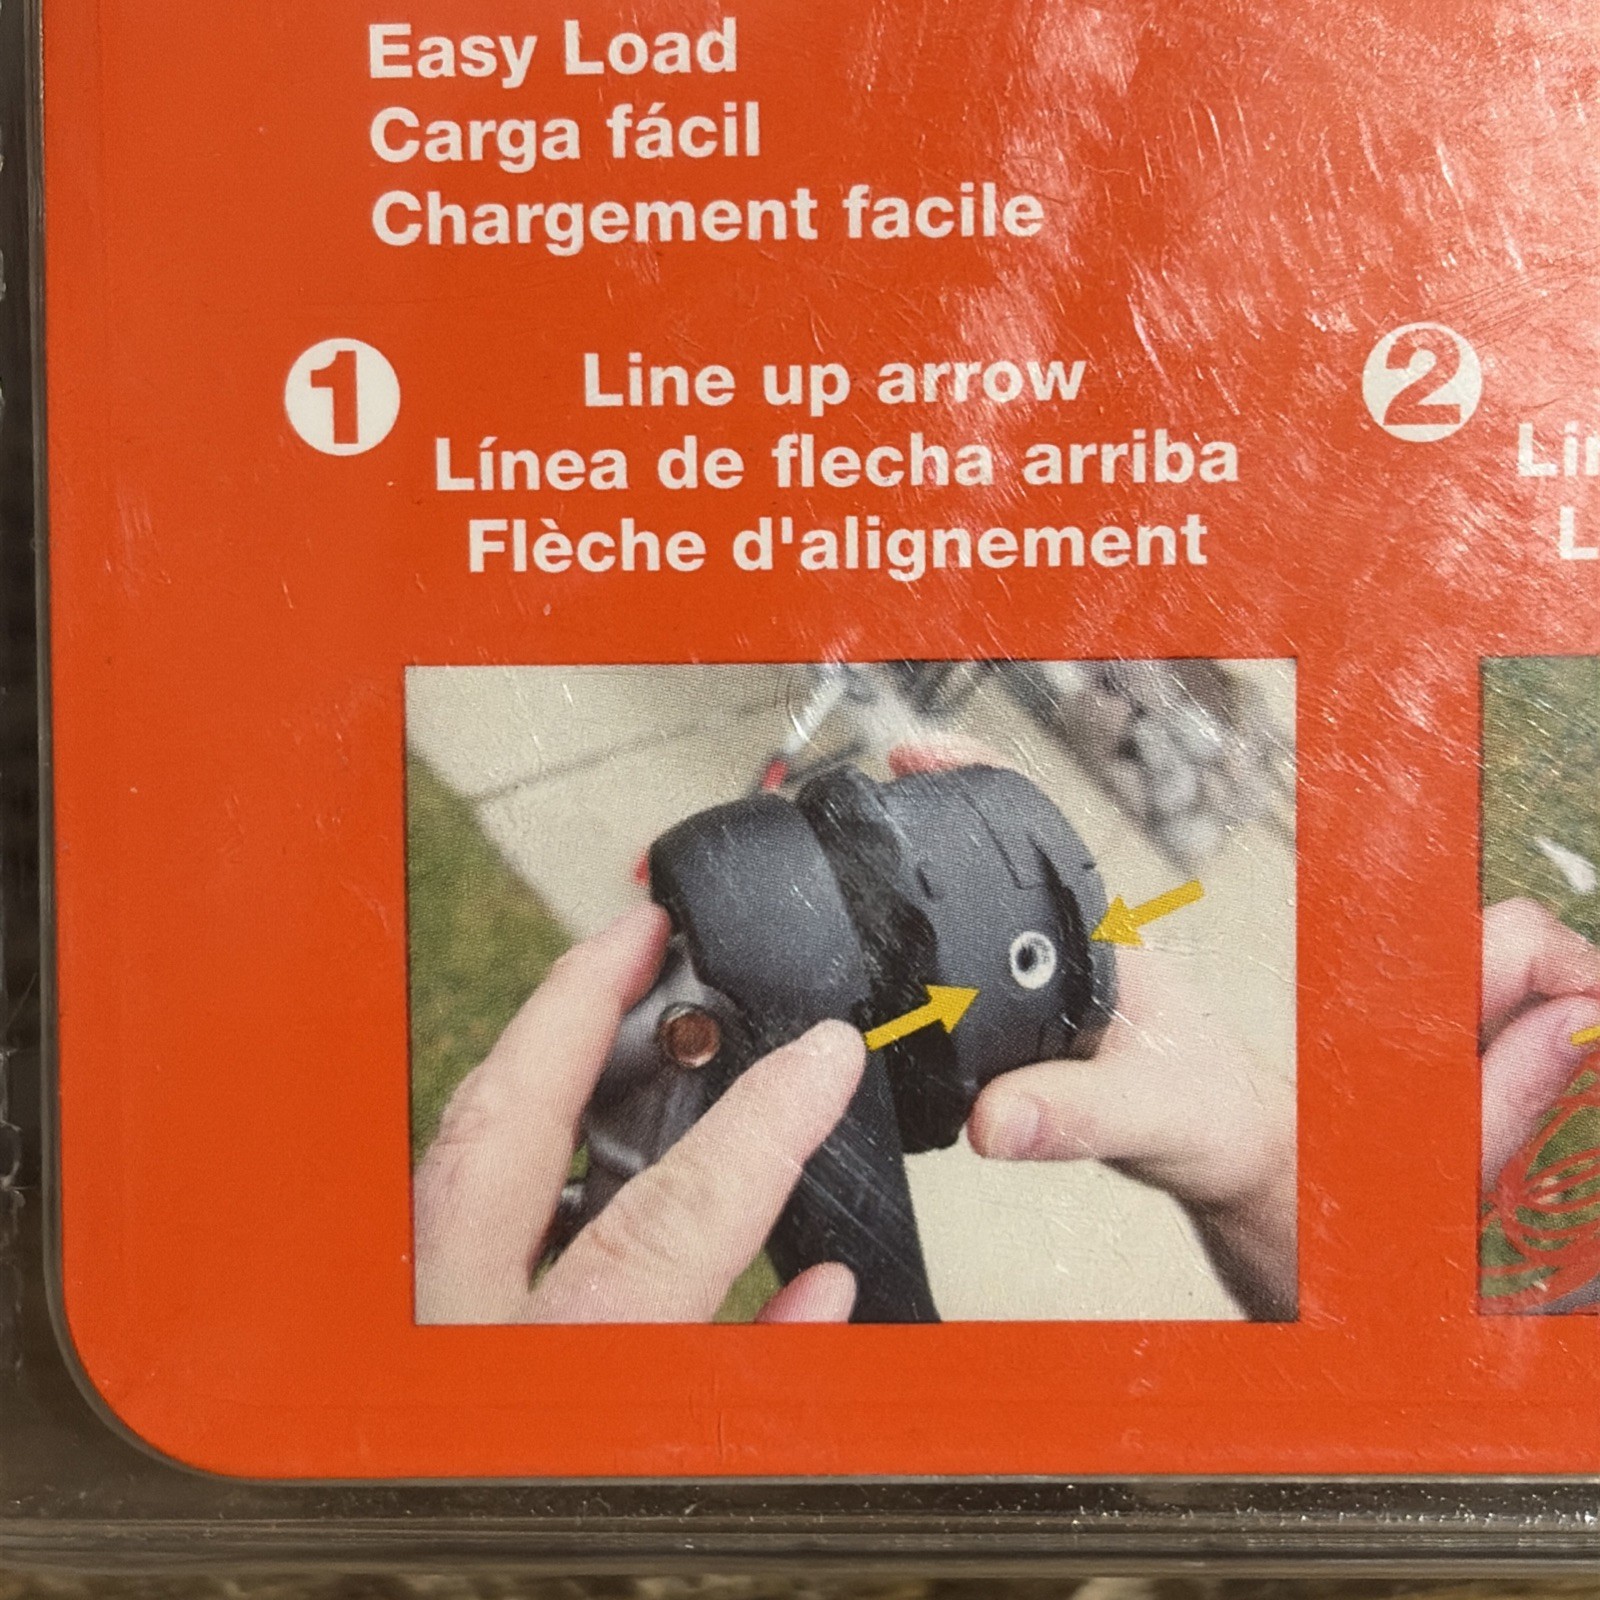 Easy Load
Carga fácil
Chargement facile
1
Line up arrow
Línea de flecha arriba
Flèche d'alignement
2